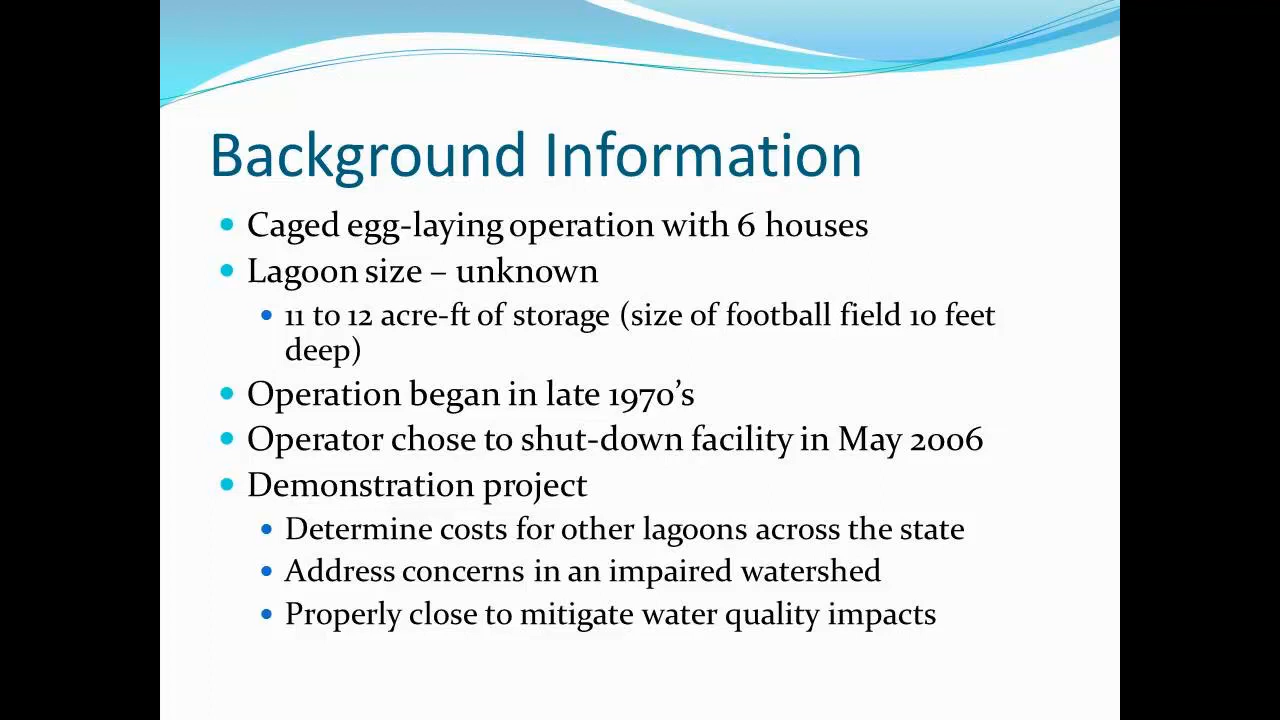 Background Information
• Caged egg-laying operation with 6 houses
• Lagoon size – unknown
• 11 to 12 acre-ft of storage (size of football field 10 feet
deep)
• Operation began in late 1970’s
• Operator chose to shut-down facility in May 2006
• Demonstration project
• Determine costs for other lagoons across the state
• Address concerns in an impaired watershed
• Properly close to mitigate water quality impacts